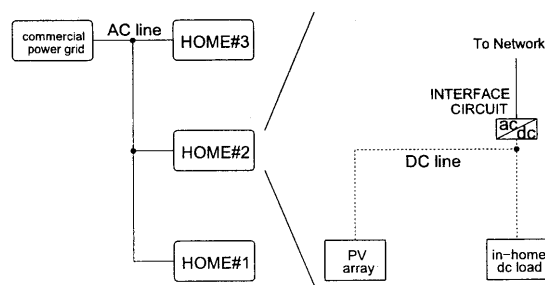 commercial
power grid
AC line
HOME#3
HOME#2
HOME#1
To Network
INTERFACE
CIRCUIT
ac
dc
DC line
PV
array
in-home
dc load